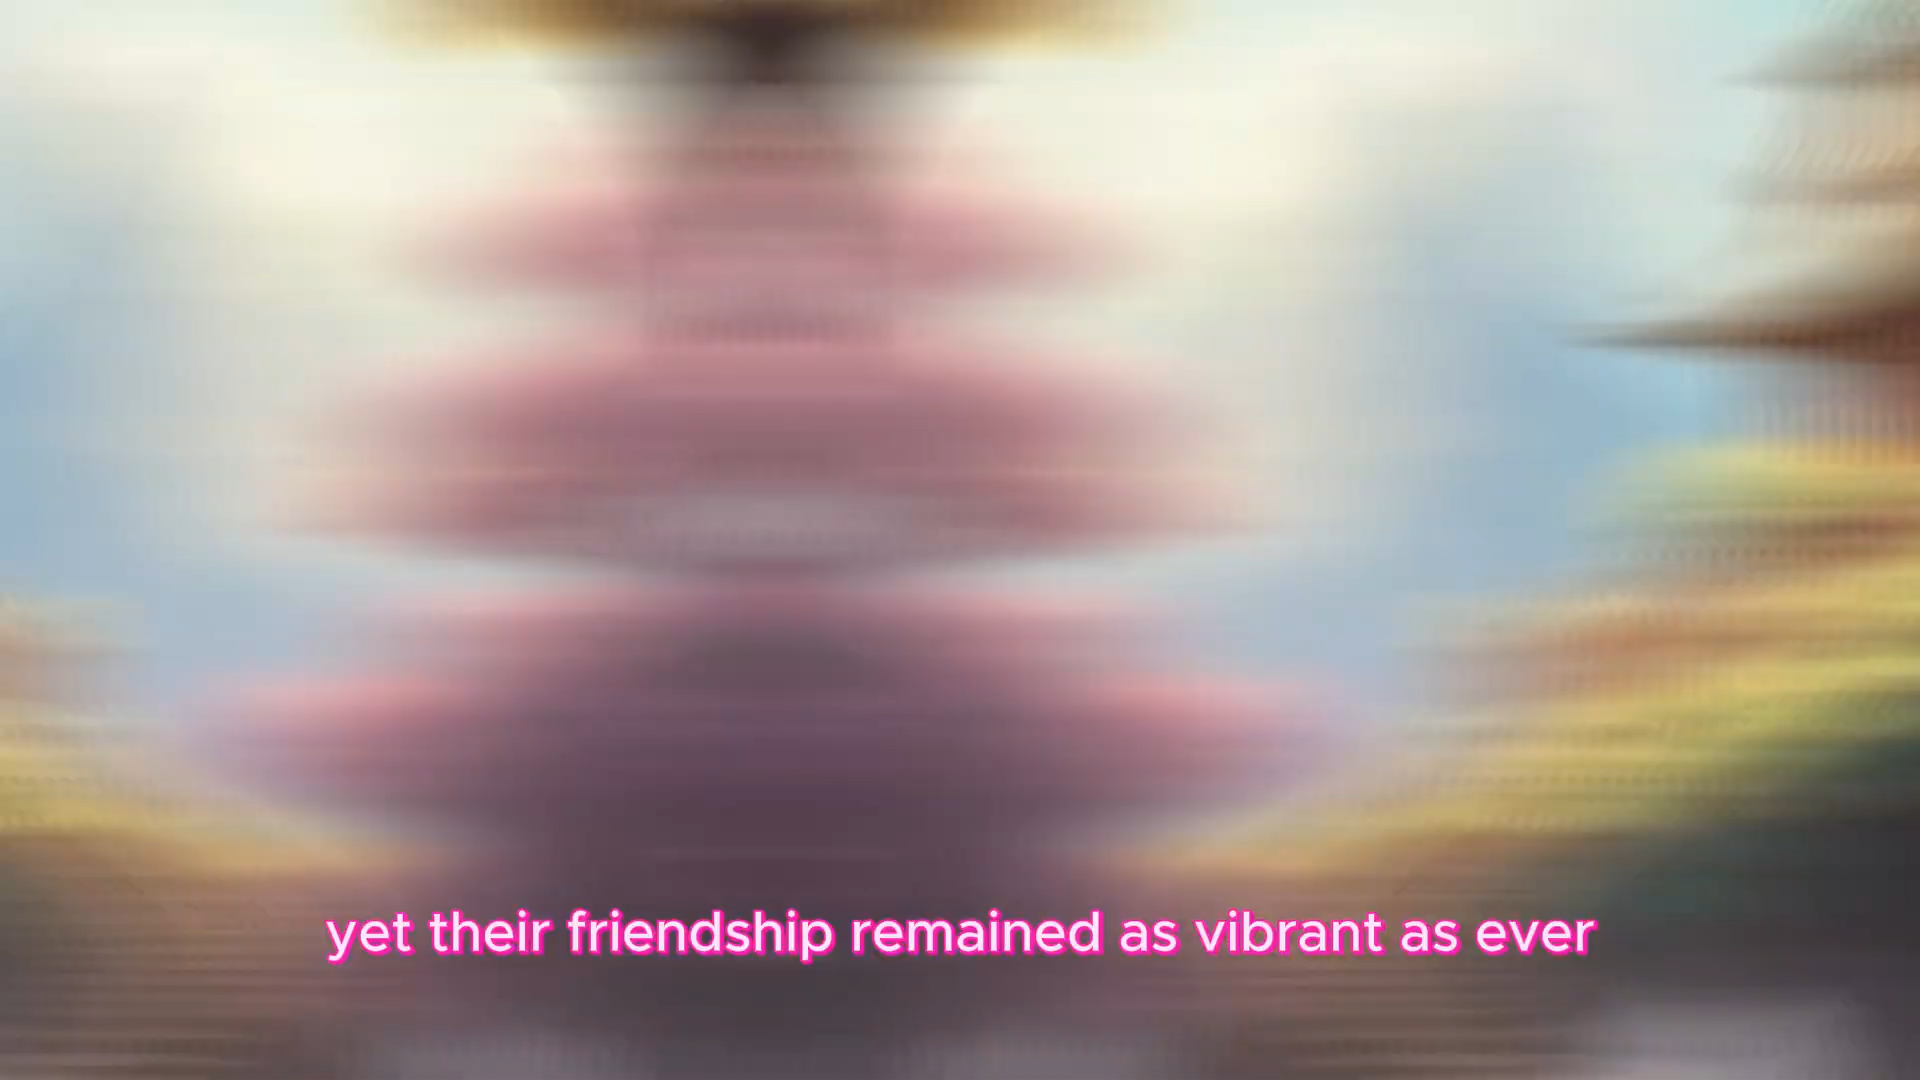 yet their friendship remained as vibrant as ever